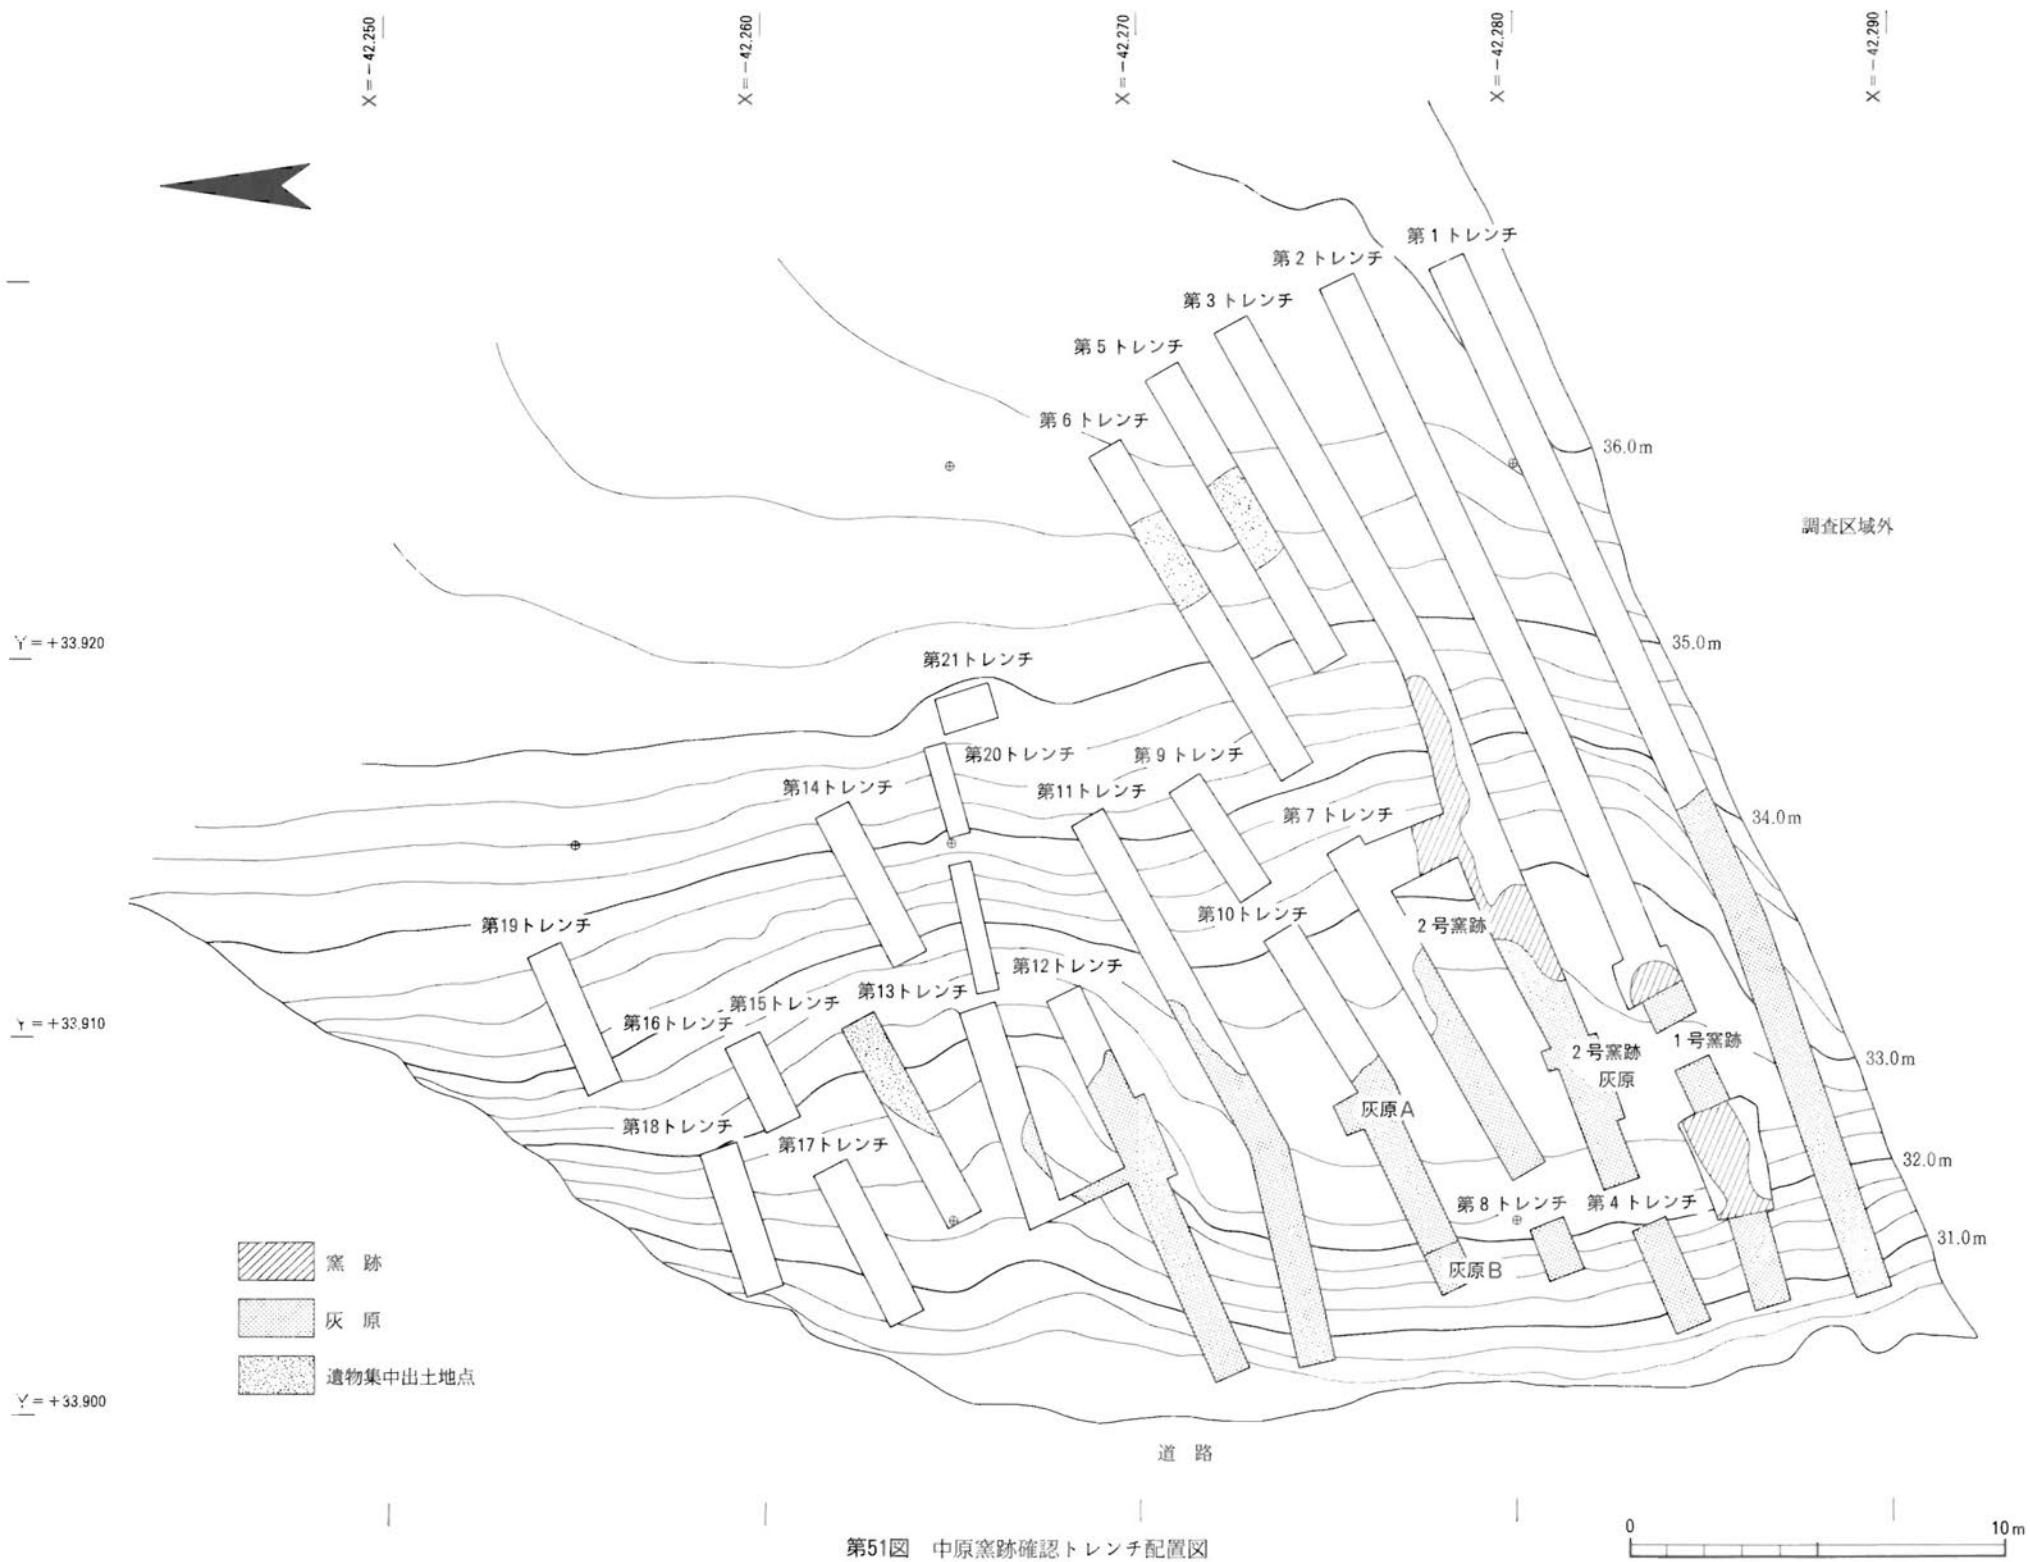 X=−42.250
X=−42.260
X=−42.270
X=−42.280
X=−42.290
第1トレンチ
第2トレンチ
第3トレンチ
第5トレンチ
第6トレンチ
36.0m
調査区域外
Y=+33.920
35.0m
第21トレンチ
第20トレンチ
第9トレンチ
第14トレンチ
第11トレンチ
第7トレンチ
34.0m
第10トレンチ
2号窯跡
第19トレンチ
第12トレンチ
第13トレンチ
第15トレンチ
第16トレンチ
Y=+33.910
1号窯跡
2号窯跡
灰原
33.0m
灰原A
第18トレンチ
第17トレンチ
32.0m
第8トレンチ
第4トレンチ
31.0m
灰原B
窯 跡
灰 原
遺物集中出土地点
Y=+33.900
道 路
0
10m
第51図 中原窯跡確認トレンチ配置図